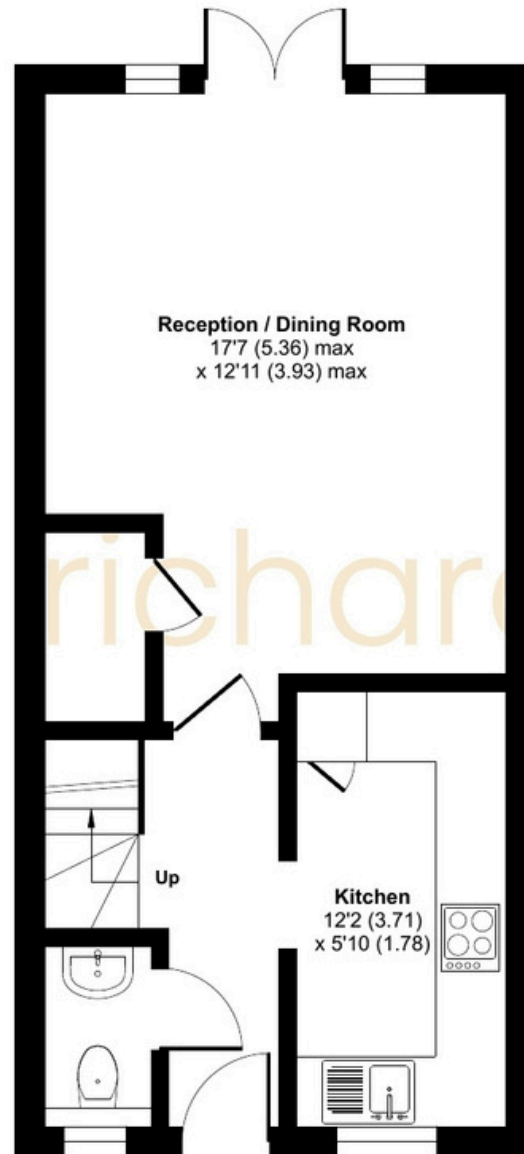 Reception / Dining Room
17'7 (5.36) max
x 12'11 (3.93) max
richar
Up
Kitchen
12'2 (3.71)
x 5'10 (1.78)